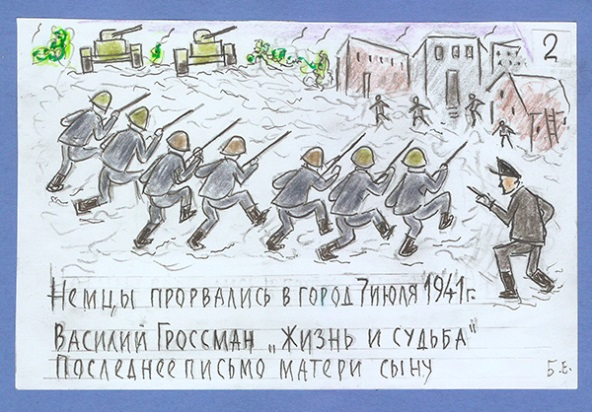 2
Немцы прорвались в город 7 июля 1941 г.
Василий Гроссман „Жизнь и судьба"
Последнее письмо матери сыну
Б.Е.